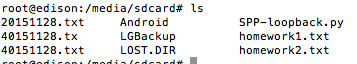 root@edison:/media/sdcard# ls
20151128.txt Android SPP-loopback.py
40151128.tx LGBackup homework1.txt
40151128.txt LOST.DIR homework2.txt
root@edison:/media/sdcard#